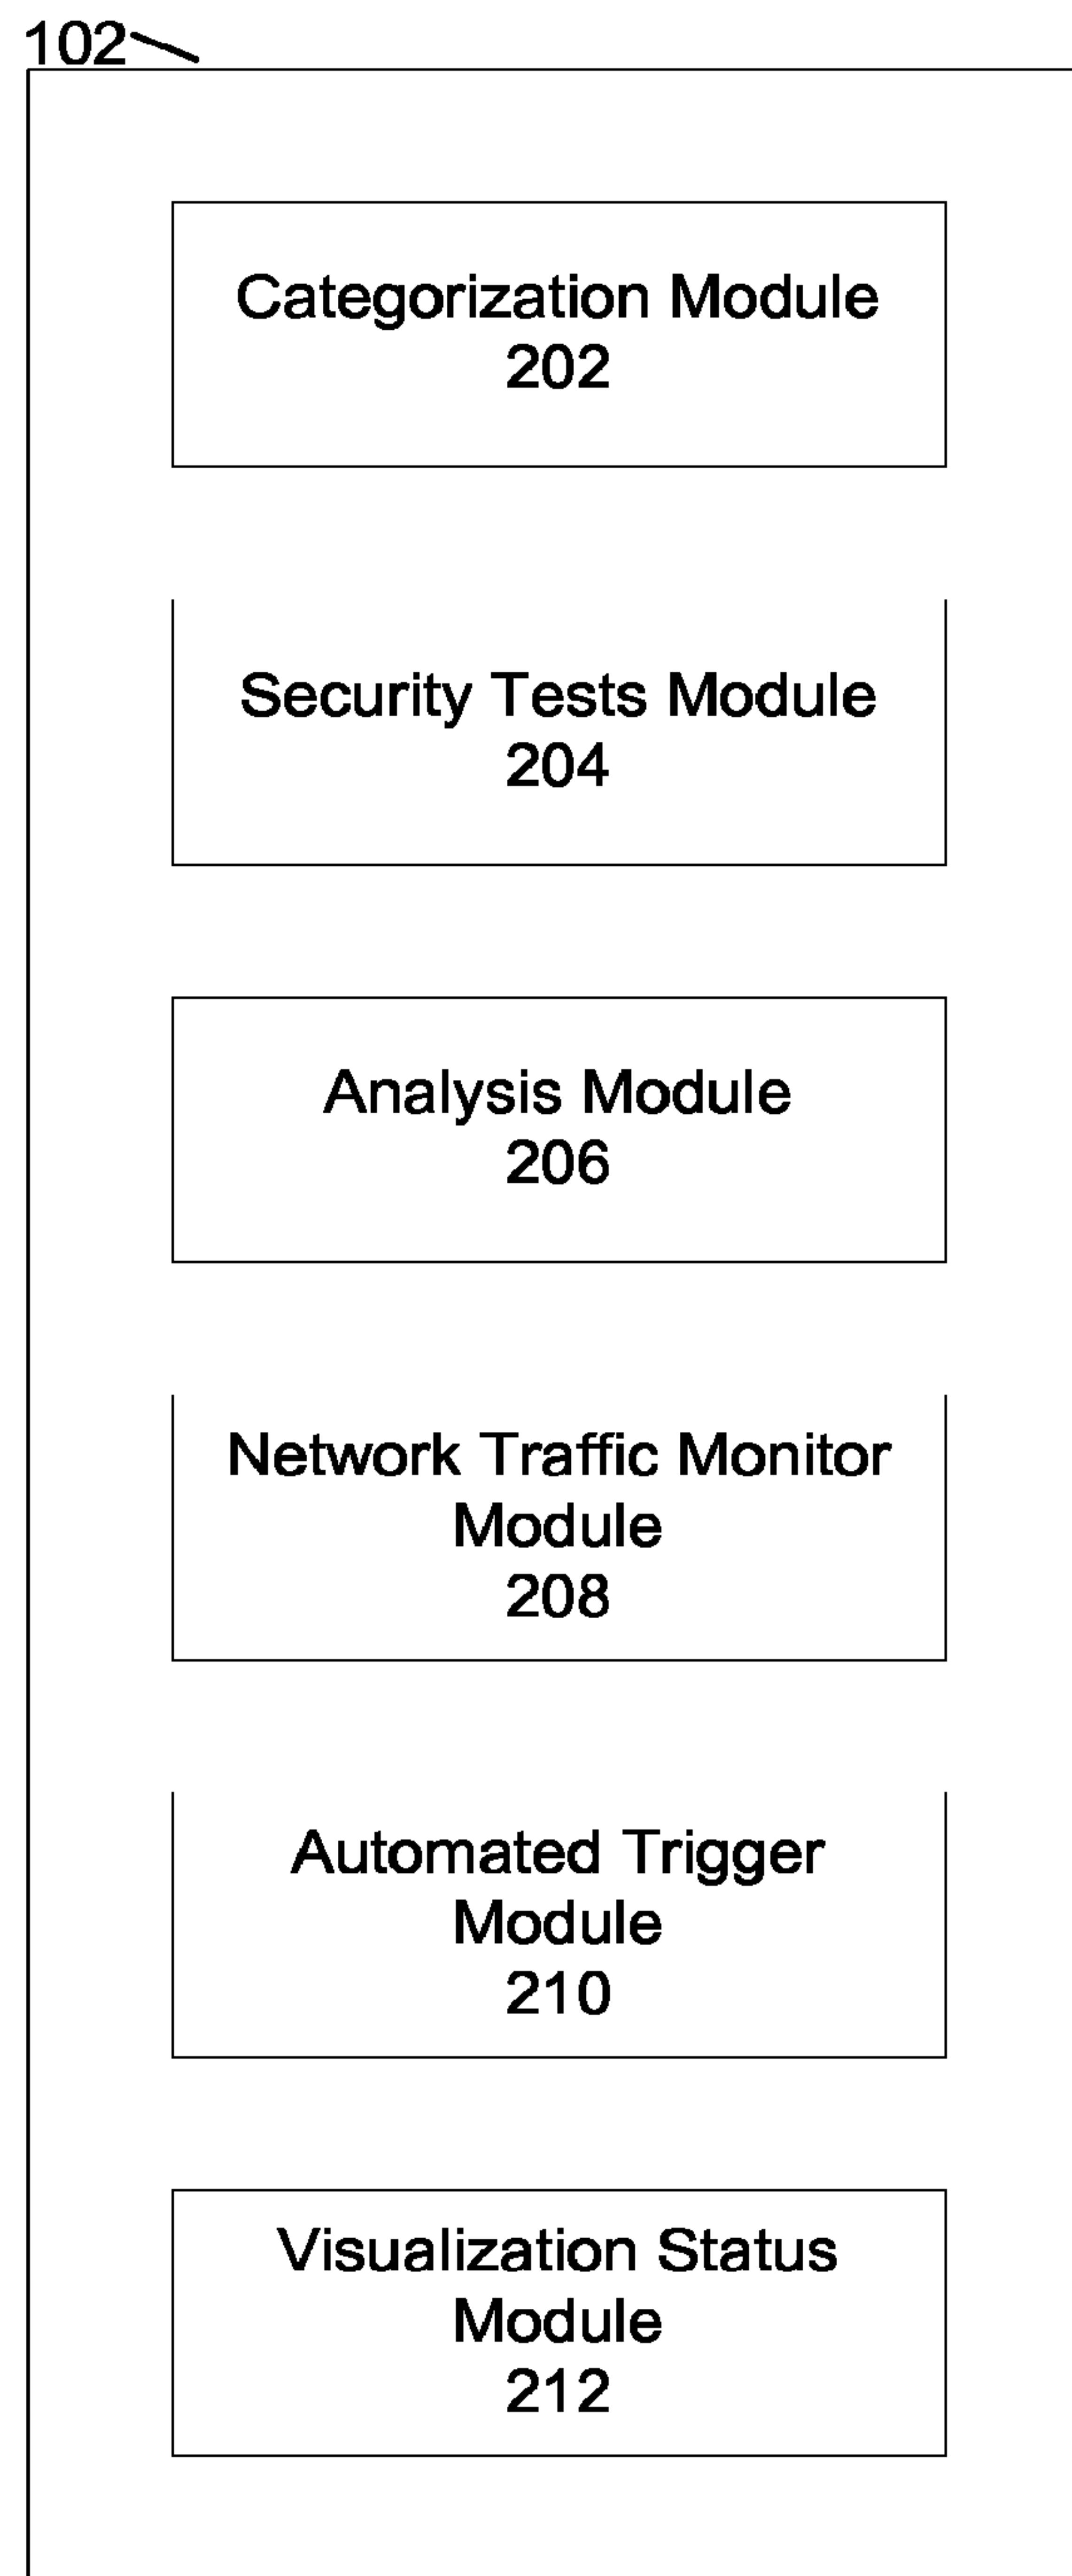 102
Categorization Module
202
Security Tests Module
204
Analysis Module
206
Network Traffic Monitor
Module
208
Automated Trigger
Module
210
Visualization Status
Module
212